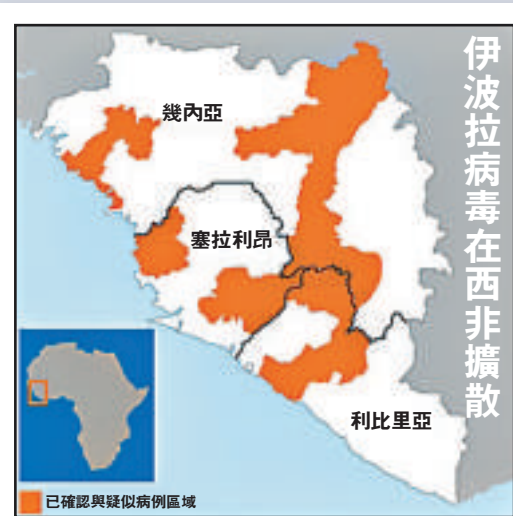 伊波拉病毒在西非擴散
幾內亞
塞拉利昂
利比里亞
已確認與疑似病例區域